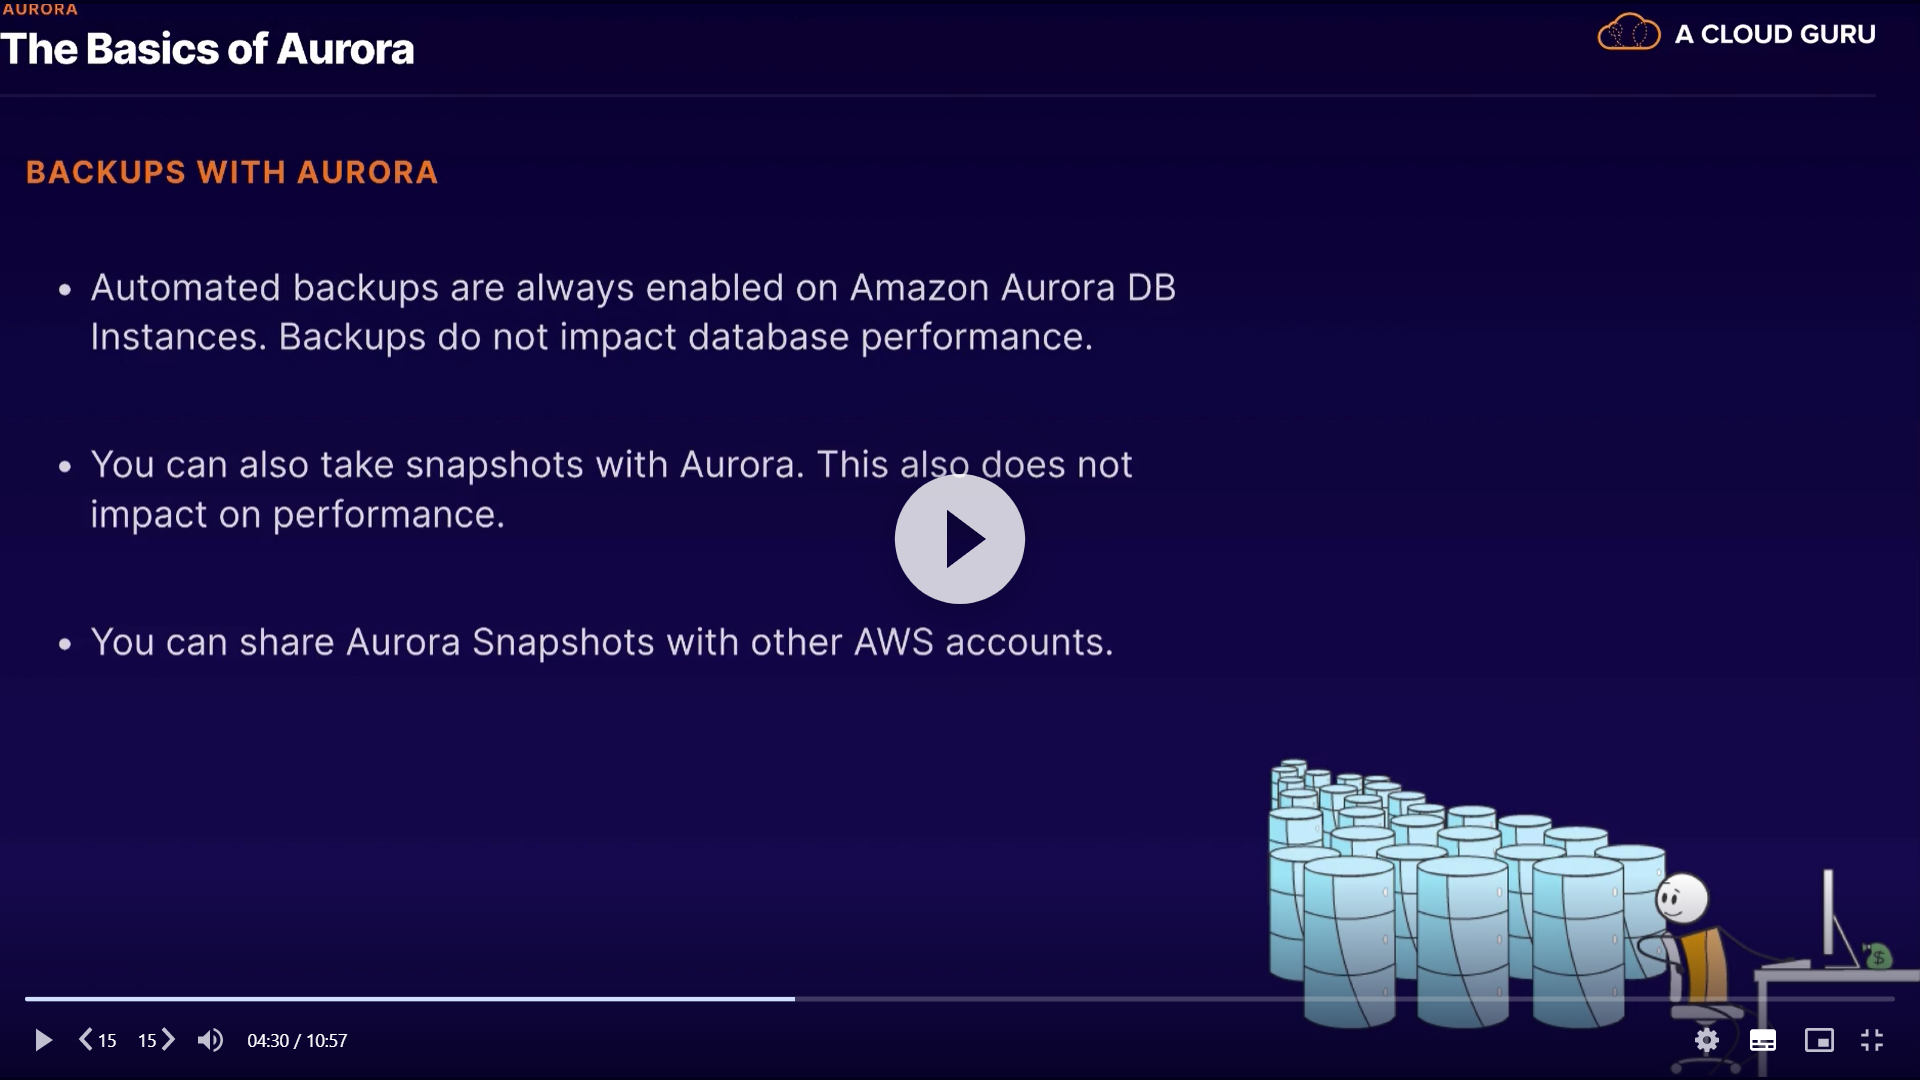 AURORA
The Basics of Aurora
A CLOUD GURU
BACKUPS WITH AURORA
• Automated backups are always enabled on Amazon Aurora DB
Instances. Backups do not impact database performance.
• You can also take snapshots with Aurora. This also does not
impact on performance.
• You can share Aurora Snapshots with other AWS accounts.
$
15 15 04:30 / 10:57